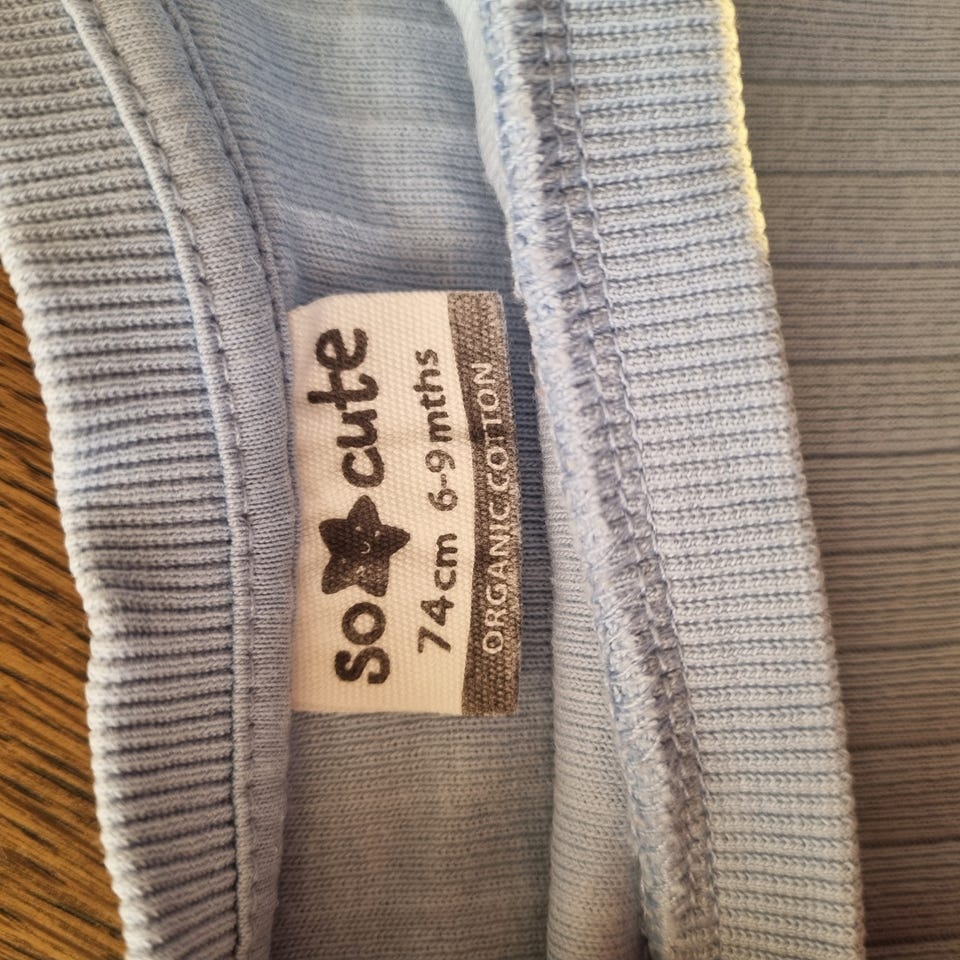 so cute
74cm 6-9mths
ORGANIC COTTON